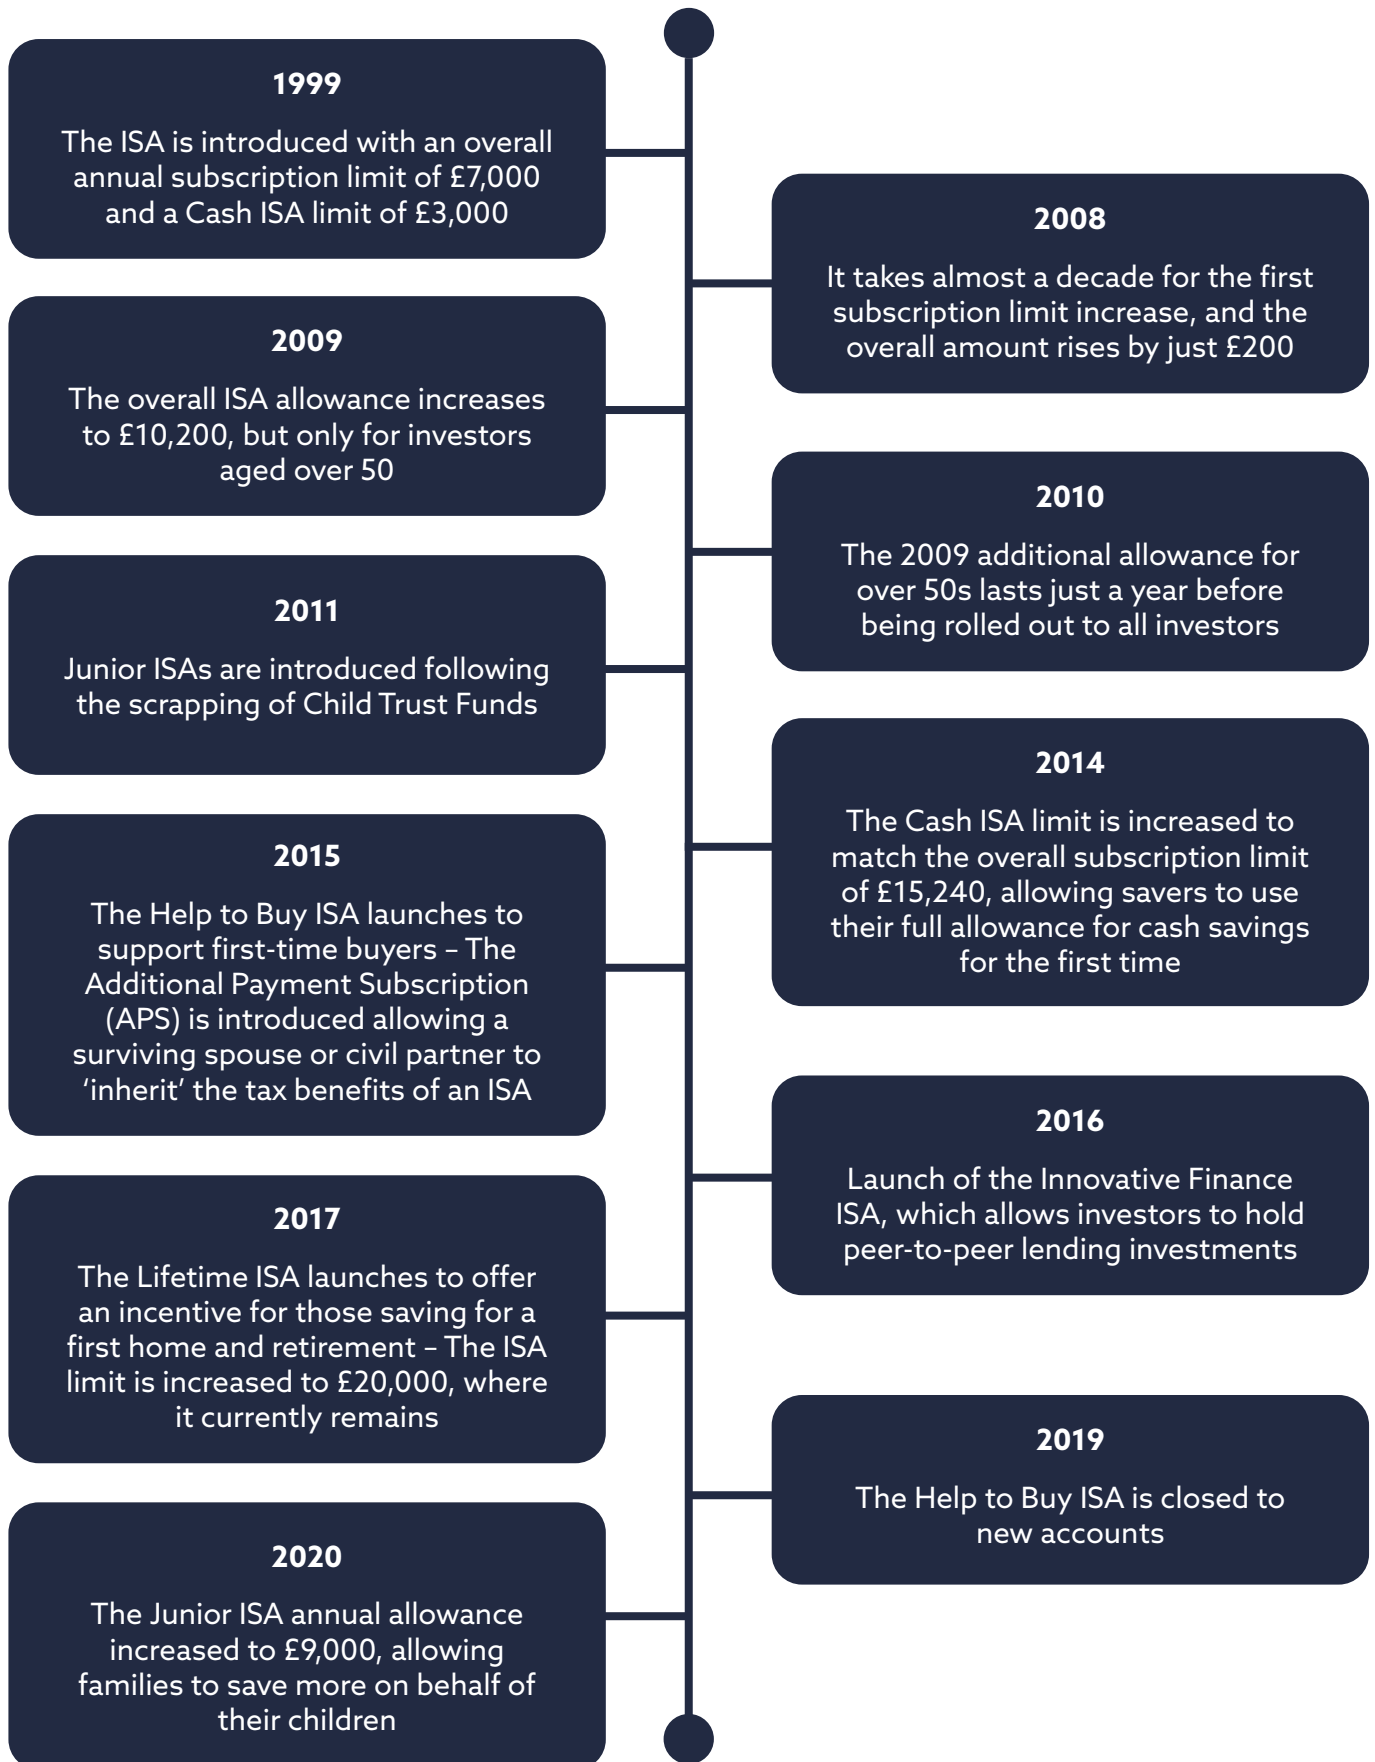 1999
The ISA is introduced with an overall
annual subscription limit of £7,000
and a Cash ISA limit of £3,000
2008
It takes almost a decade for the first
subscription limit increase, and the
overall amount rises by just £200
2009
The overall ISA allowance increases
to £10,200, but only for investors
aged over 50
2010
The 2009 additional allowance for
over 50s lasts just a year before
being rolled out to all investors
2011
Junior ISAs are introduced following
the scrapping of Child Trust Funds
2014
The Cash ISA limit is increased to
match the overall subscription limit
of £15,240, allowing savers to use
their full allowance for cash savings
for the first time
2015
The Help to Buy ISA launches to
support first-time buyers – The
Additional Payment Subscription
(APS) is introduced allowing a
surviving spouse or civil partner to
‘inherit’ the tax benefits of an ISA
2016
Launch of the Innovative Finance
ISA, which allows investors to hold
peer-to-peer lending investments
2017
The Lifetime ISA launches to offer
an incentive for those saving for a
first home and retirement – The ISA
limit is increased to £20,000, where
it currently remains
2019
The Help to Buy ISA is closed to
new accounts
2020
The Junior ISA annual allowance
increased to £9,000, allowing
families to save more on behalf of
their children